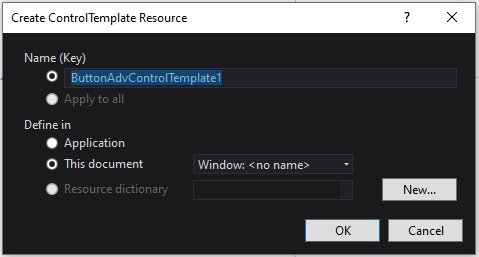 Create ControlTemplate Resource
Name (Key)
ButtonAdvControlTemplate1
Apply to all
Define in
Application
This document Window: <no name>
Resource dictionary New...
OK Cancel